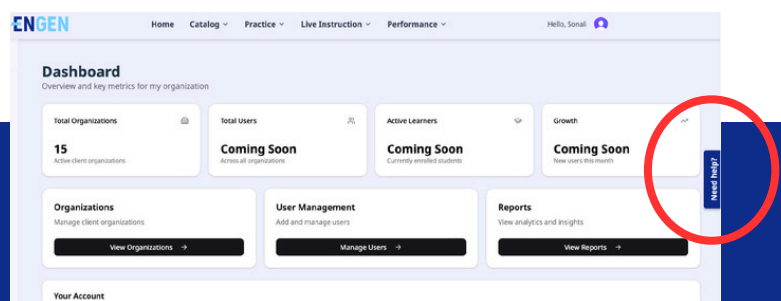 ENGEN Home Catalog Practice Live Instruction Performance Hello, Sonali
Dashboard
Overview and key metrics for my organization
Total Organizations Total Users Active Learners Growth
15 Coming Soon Coming Soon Coming Soon
Active client organizations Across all organizations Currently enrolled students New users this month
Need help?
Organizations User Management Reports
Manage client organizations Add and manage users View analytics and insights
View Organizations → Manage Users → View Reports →
Your Account